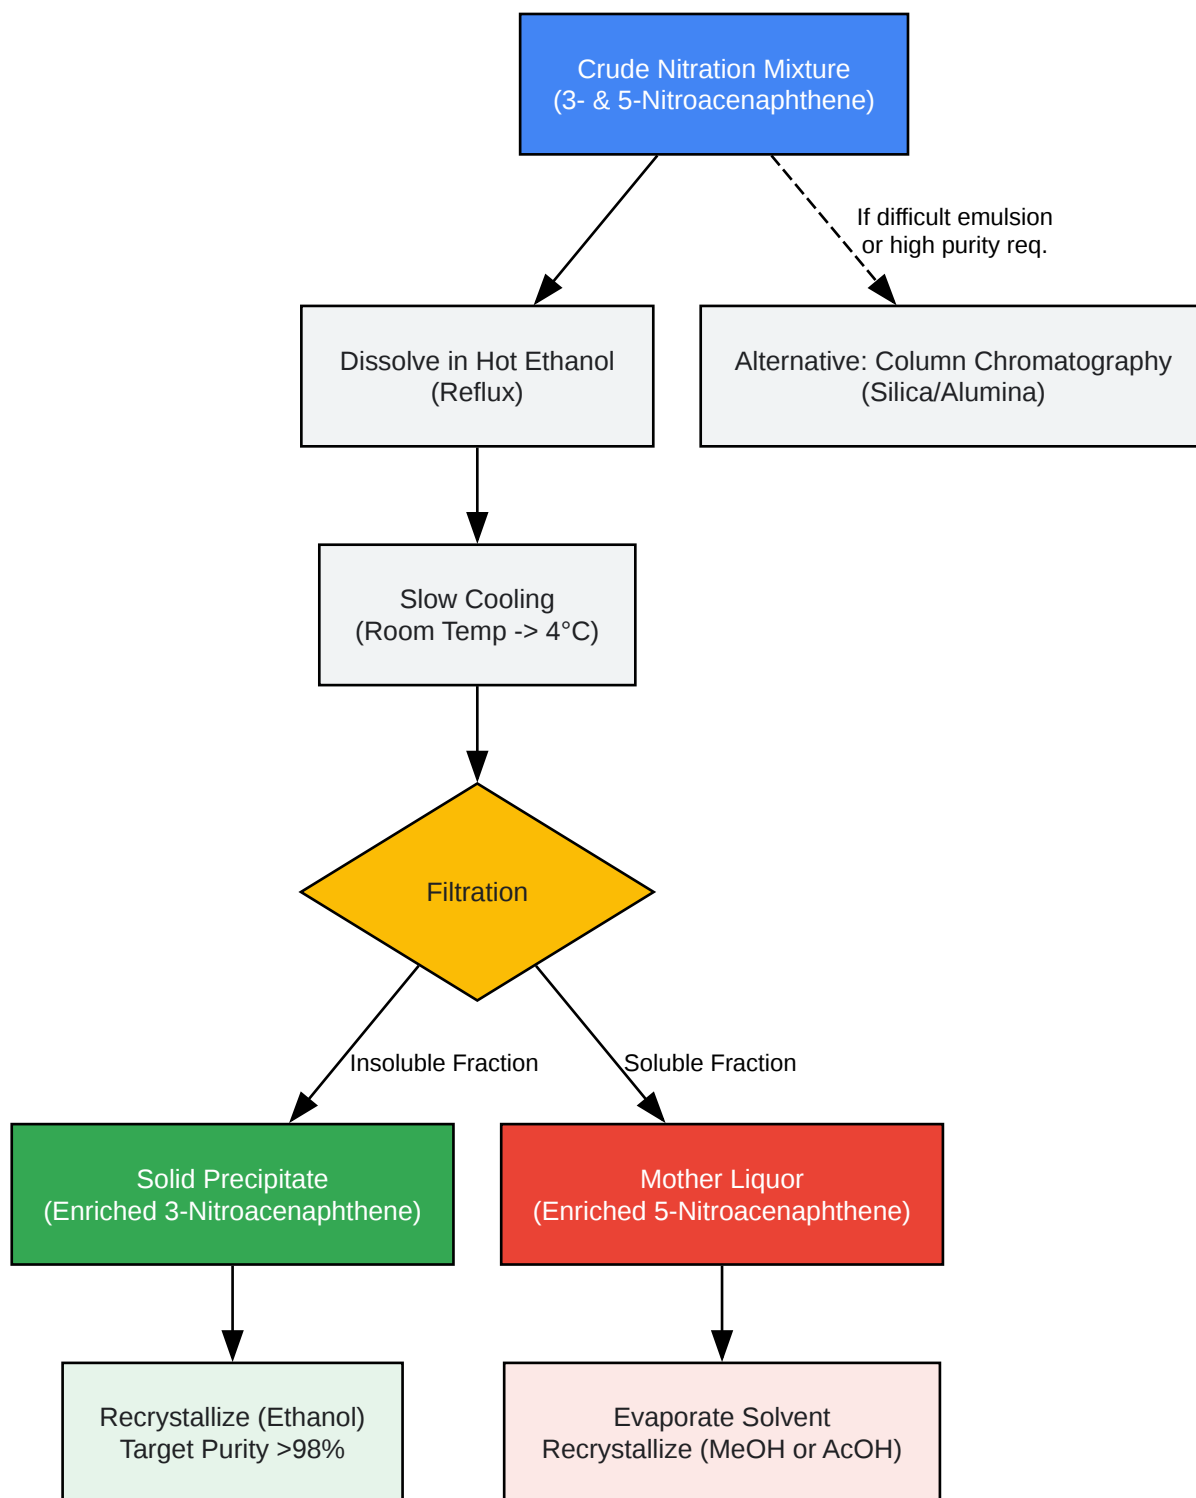 Crude Nitration Mixture
(3- & 5-Nitroacenaphthene)
If difficult emulsion
or high purity req.
Dissolve in Hot Ethanol
(Reflux)
Alternative: Column Chromatography
(Silica/Alumina)
Slow Cooling
(Room Temp -> 4°C)
Filtration
Insoluble Fraction
Soluble Fraction
Solid Precipitate
(Enriched 3-Nitroacenaphthene)
Mother Liquor
(Enriched 5-Nitroacenaphthene)
Recrystallize (Ethanol)
Target Purity >98%
Evaporate Solvent
Recrystallize (MeOH or AcOH)